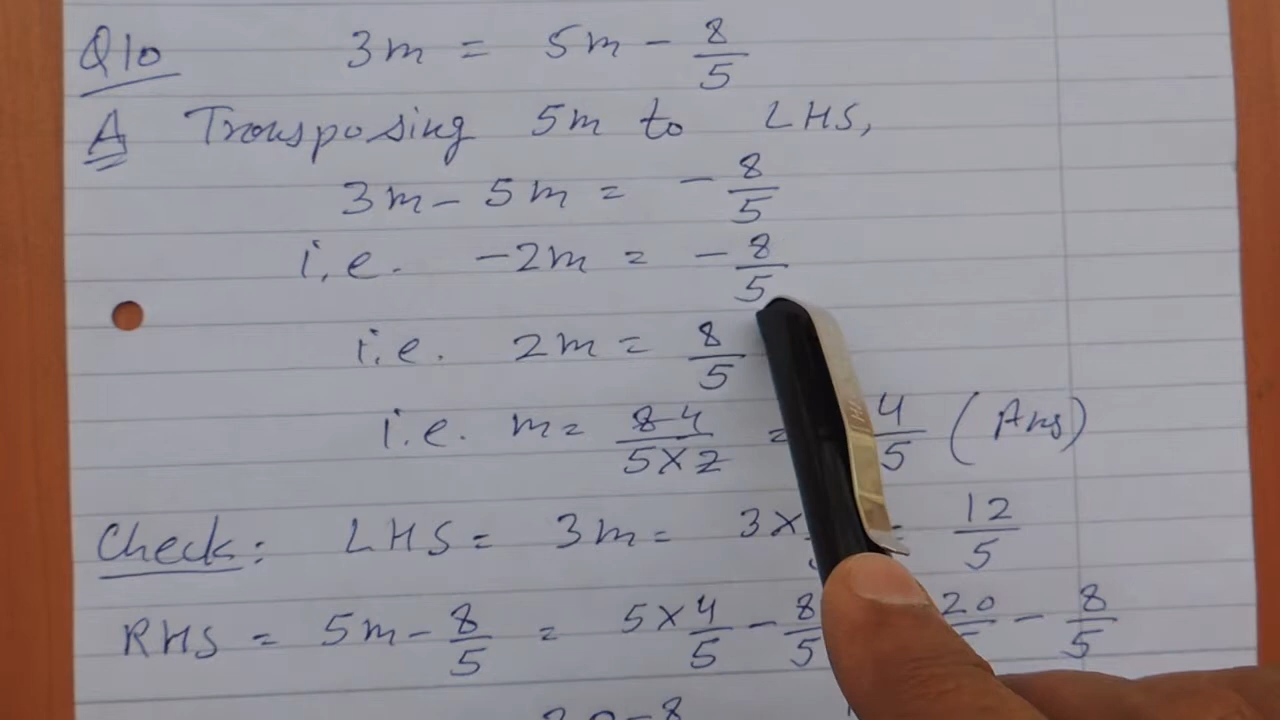 Q10 3m = 5m - 8/5
A Transposing 5m to LHS,
3m - 5m = - 8/5
i.e. -2m = - 8/5
i.e. 2m = 8/5
i.e. m = 8 4/5×2 = 4/5 (Ans)
Check: LHS = 3m = 3× = 12/5
RHS = 5m - 8/5 = 5×4/5 - 8/5 20 - 8/5
20-8